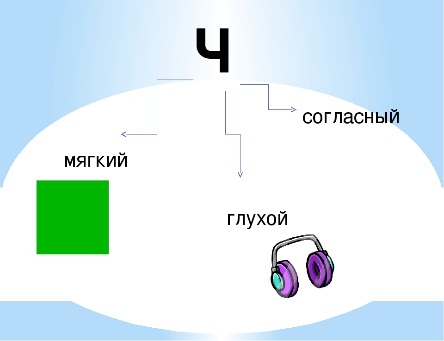 Ч
согласный
мягкий
глухой